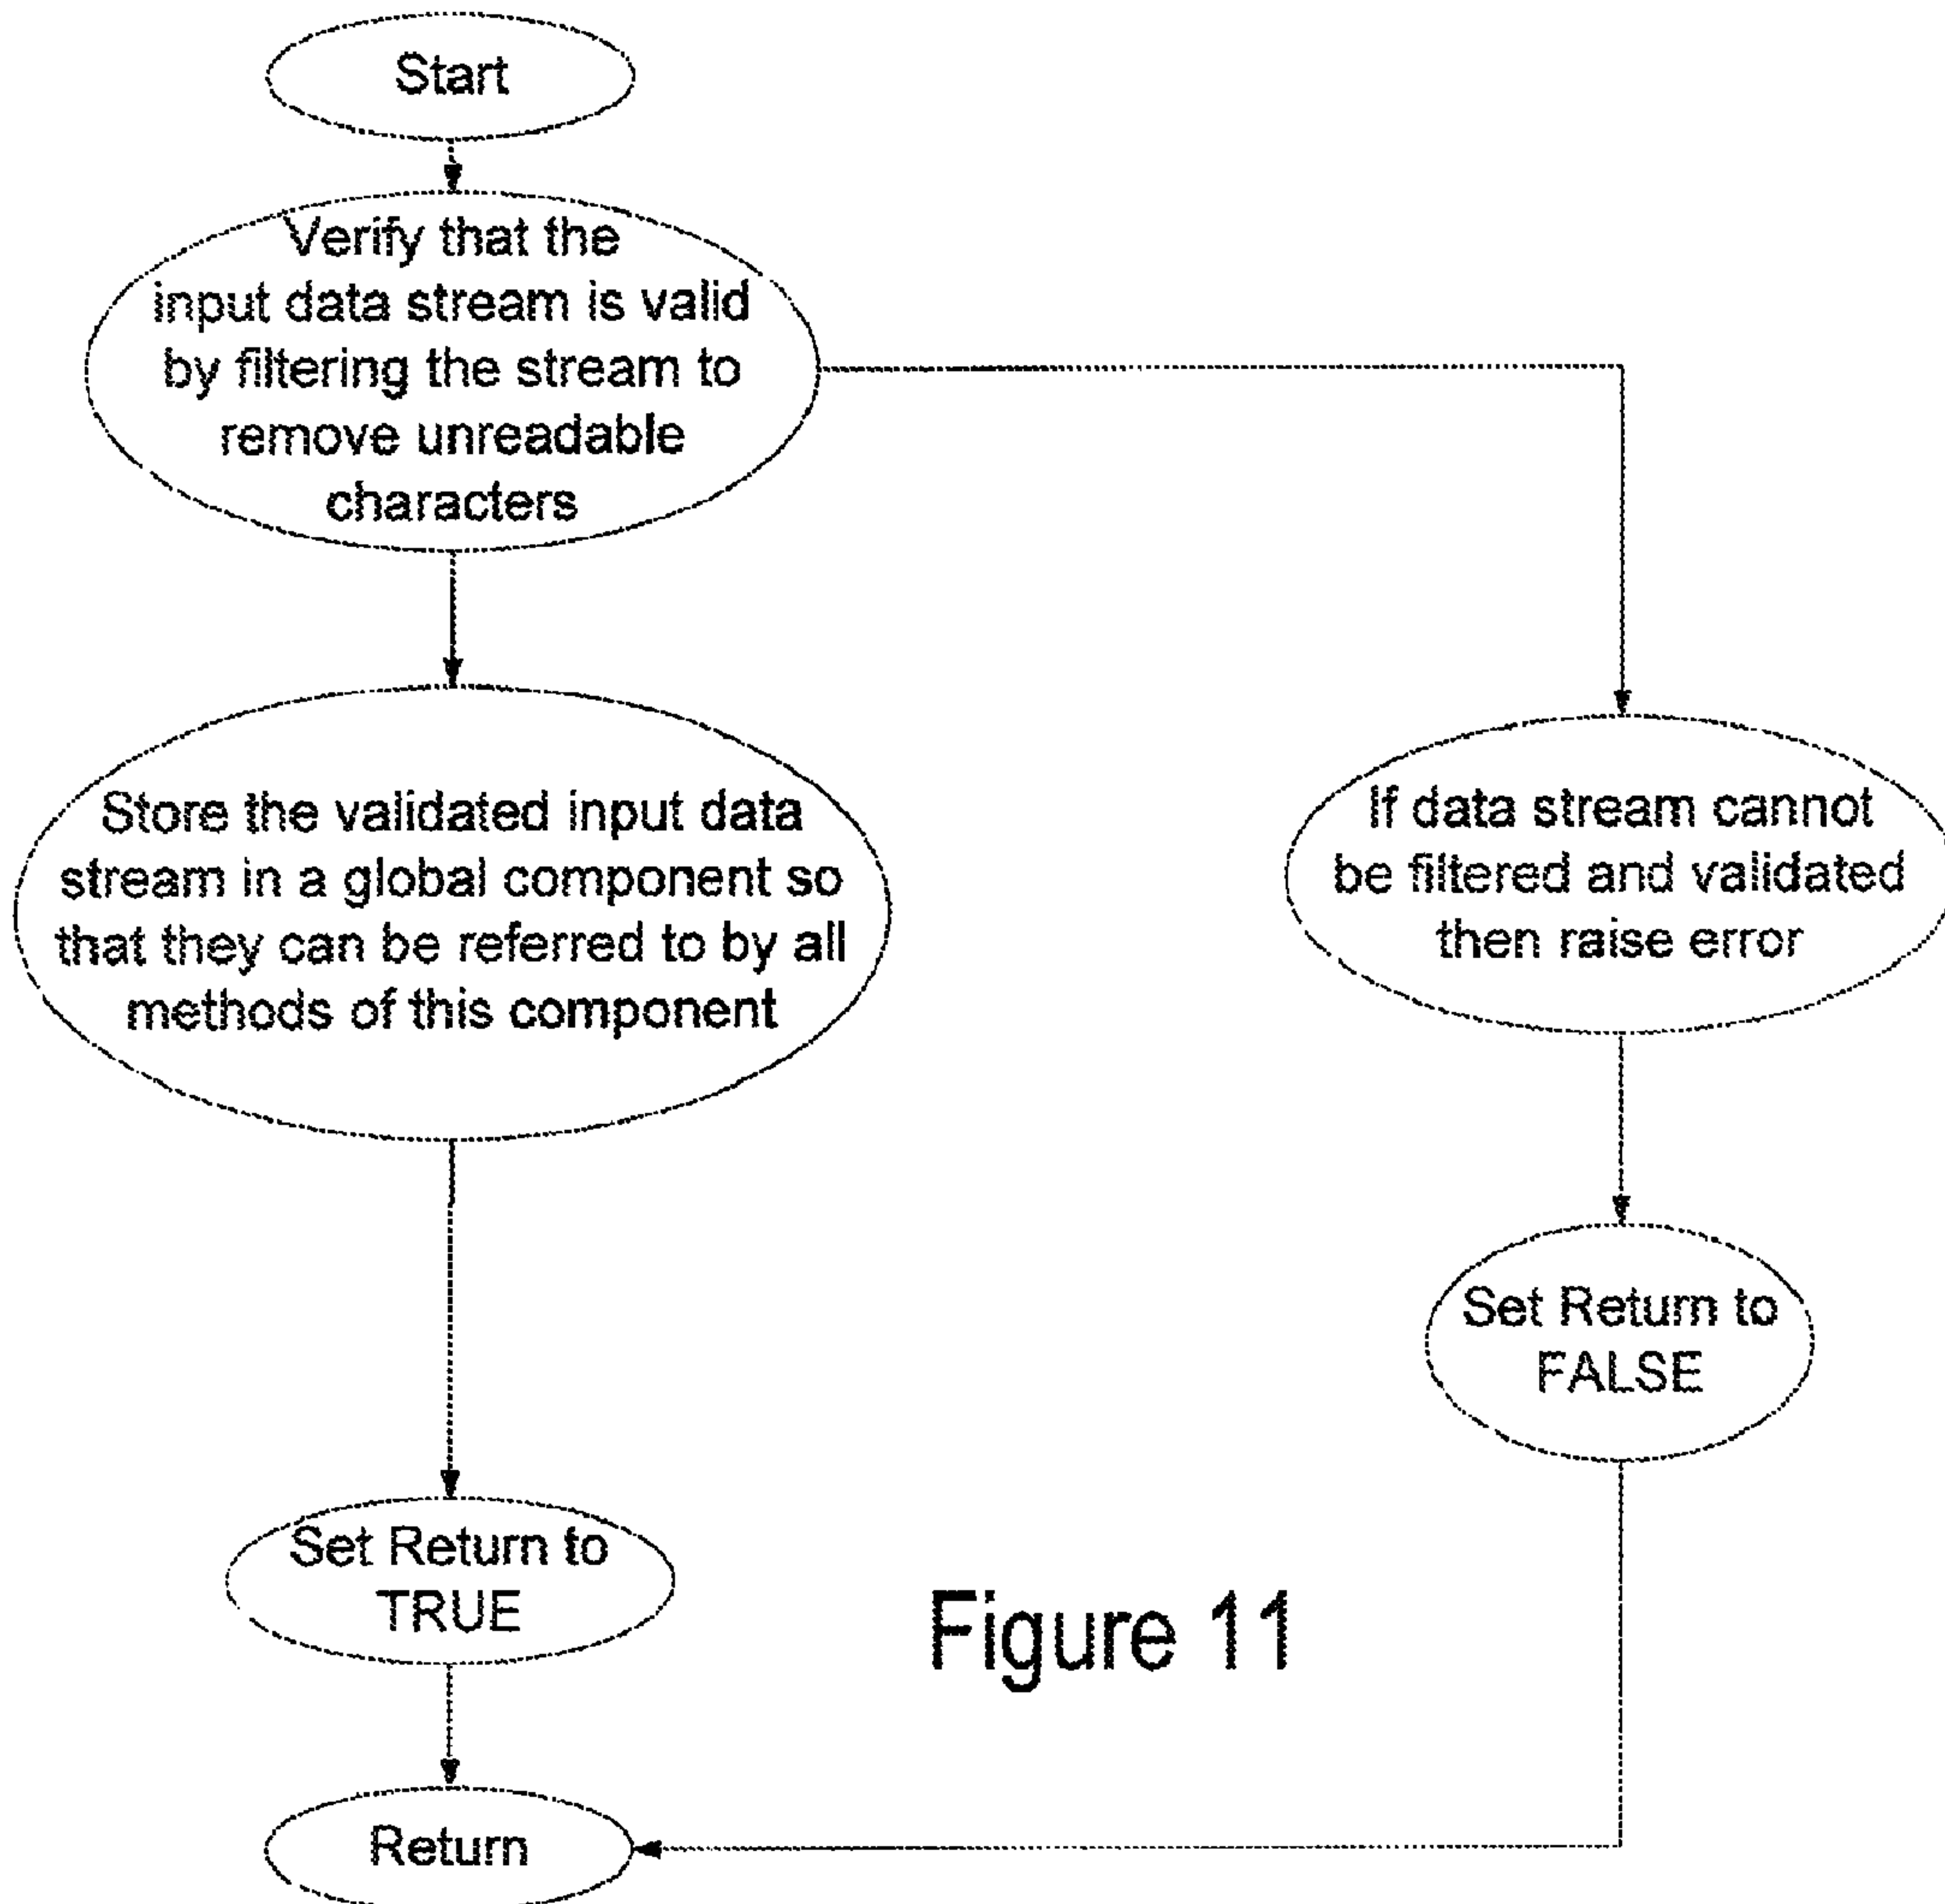 Start
Verify that the
input data stream is valid
by filtering the stream to
remove unreadable
characters
Store the validated input data
stream in a global component so
that they can be referred to by all
methods of this component
If data stream cannot
be filtered and validated
then raise error
Set Return to
FALSE
Set Return to
TRUE
Figure 11
Return